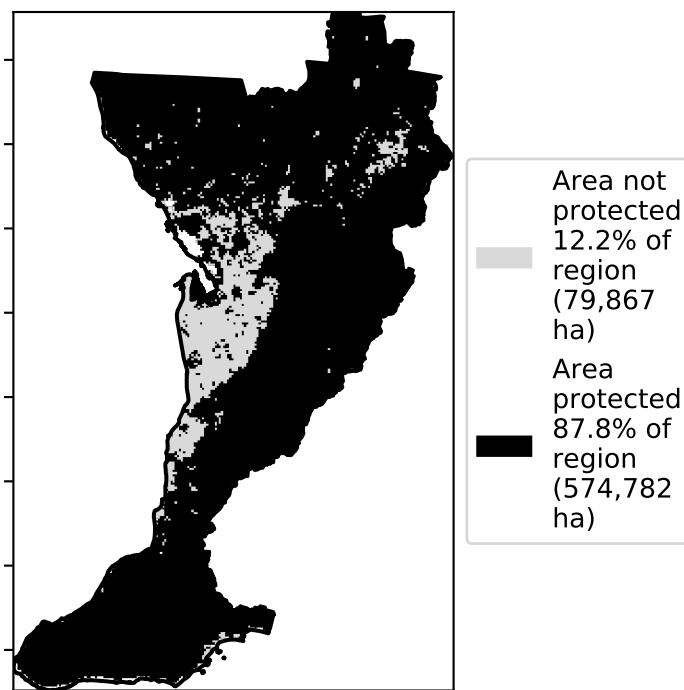 Area not
protected
12.2% of
region
(79,867
ha)
Area
protected
87.8% of
region
(574,782
ha)